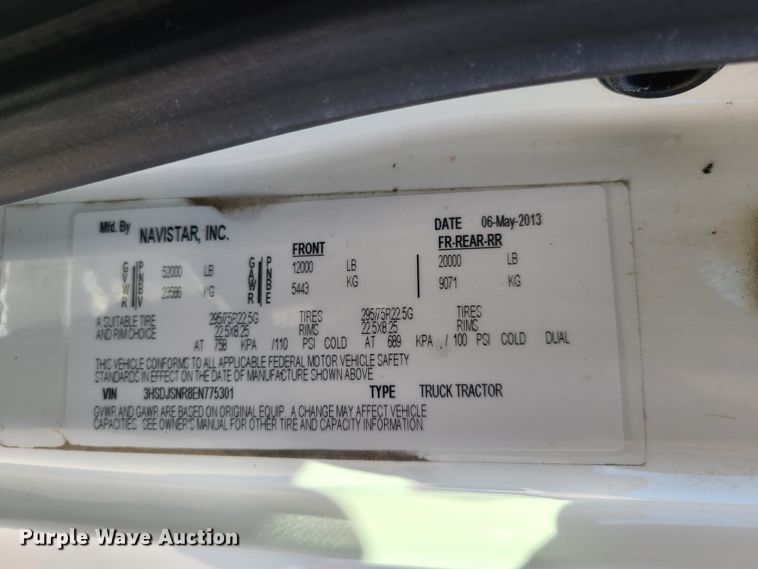 Mfd. By NAVISTAR, INC. DATE 06-May-2013
FRONT FR-REAR-RR
GVWR PNBV 52000 LB GAWR PNBE 12000 LB 20000 LB
23586 KG 5443 KG 9071 KG
A SUITABLE TIRE 295/75R22.5G TIRES 295/75R22.5G TIRES
AND RIM CHOICE 22.5X8.25 RIMS 22.5X8.25 RIMS
AT 758 KPA /110 PSI COLD AT 689 KPA / 100 PSI COLD DUAL
THIS VEHICLE CONFORMS TO ALL APPLICABLE FEDERAL MOTOR VEHICLE SAFETY
STANDARDS IN EFFECT ON THE DATE OF MANUFACTURE SHOWN ABOVE.
VIN 3HSDJSNR8EN775301 TYPE TRUCK TRACTOR
GVWR AND GAWR ARE BASED ON ORIGINAL EQUIP. A CHANGE MAY AFFECT VEHICLE
CAPACITIES. SEE OWNER'S MANUAL FOR OTHER TIRE AND CAPACITY INFORMATION
Purple Wave Auction